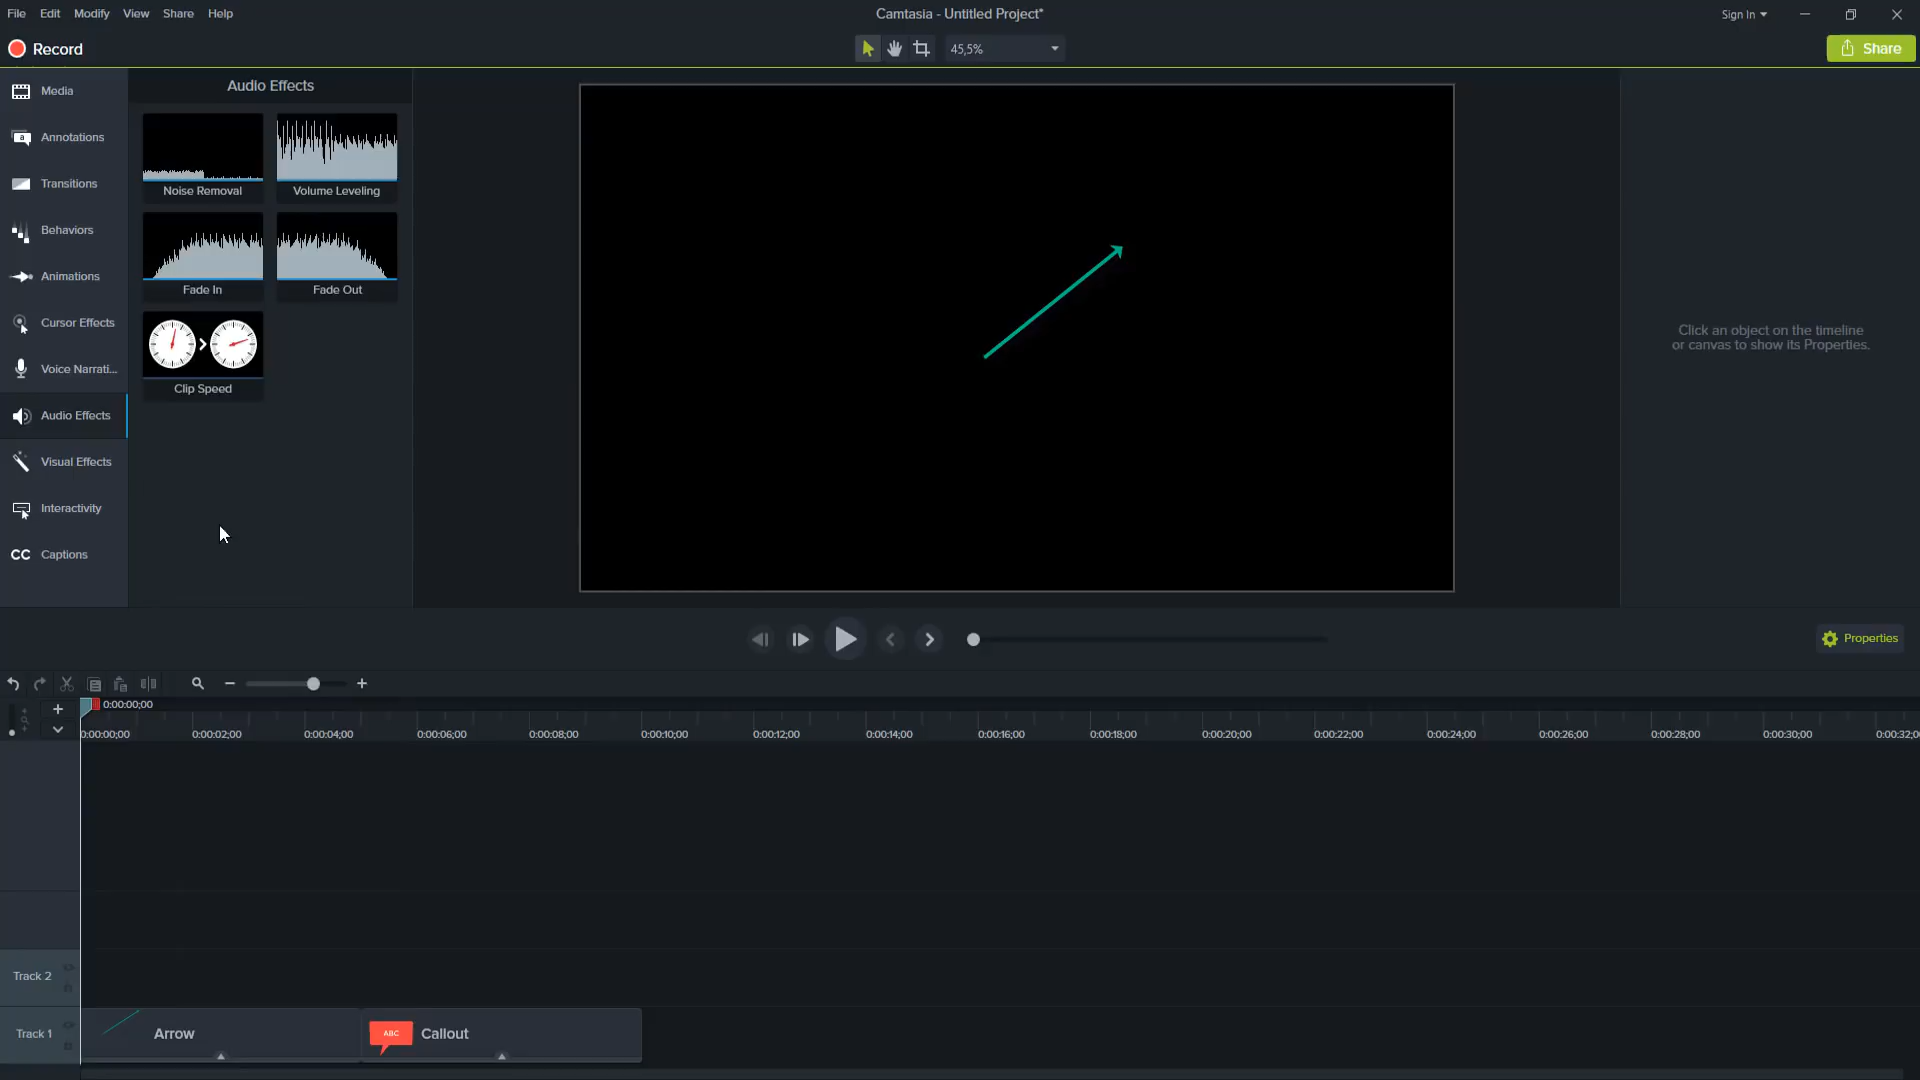 File Edit Modify View Share Help
Camtasia - Untitled Project*
Sign In
Record
45,5%
Share
Media
Annotations
Transitions
Behaviors
Animations
Cursor Effects
Voice Narrati...
Audio Effects
Visual Effects
Interactivity
CC Captions
Audio Effects
Noise Removal
Volume Leveling
Fade In
Fade Out
Clip Speed
Click an object on the timeline
or canvas to show its Properties.
Properties
0:00:00;00
0:00:00;00 0:00:02;00 0:00:04;00 0:00:06;00 0:00:08;00 0:00:10;00 0:00:12;00 0:00:14;00 0:00:16;00 0:00:18;00 0:00:20;00 0:00:22;00 0:00:24;00 0:00:26;00 0:00:28;00 0:00:30;00 0:00:32;0
Track 2
Track 1
Arrow
ABC
Callout